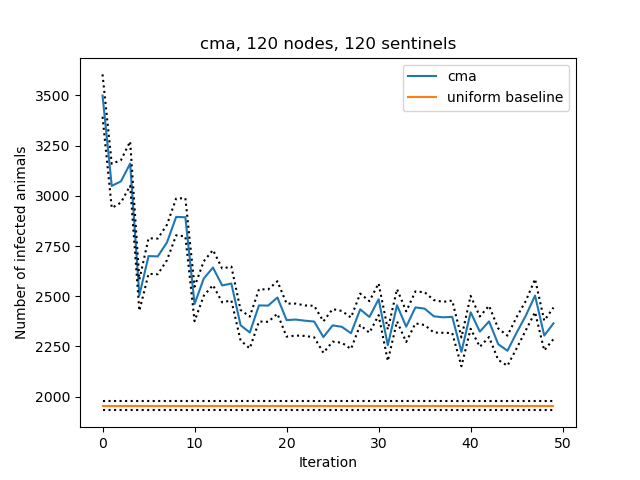 cma, 120 nodes, 120 sentinels
cma
uniform baseline
Number of infected animals
3500
3250
3000
2750
2500
2250
2000
0
10
20
30
40
50
Iteration